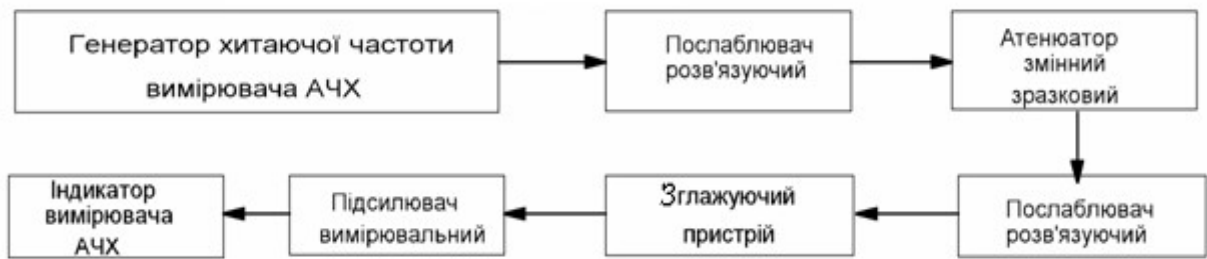 Генератор хитаючої частоти
вимірювача АЧХ
Послаблювач
розв'язуючий
Атенюатор
змінний
зразковий
Індикатор
вимірювача
АЧХ
Підсилювач
вимірювальний
Зглажуючий
пристрій
Послаблювач
розв'язуючий